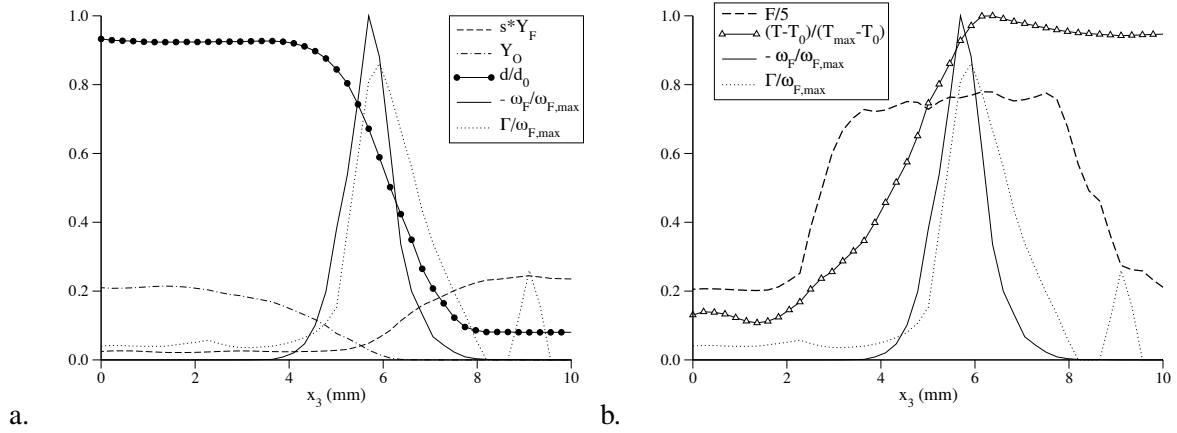 1.0
0.8
0.6
0.4
0.2
0.0
0 2 4 6 8 10
x_3 (mm)
s*Y_F
Y_O
d/d_0
- ω_F/ω_F,max
Γ/ω_F,max
a.
1.0
0.8
0.6
0.4
0.2
0.0
0 2 4 6 8 10
x_3 (mm)
F/5
(T-T_0)/(T_max-T_0)
- ω_F/ω_F,max
Γ/ω_F,max
b.